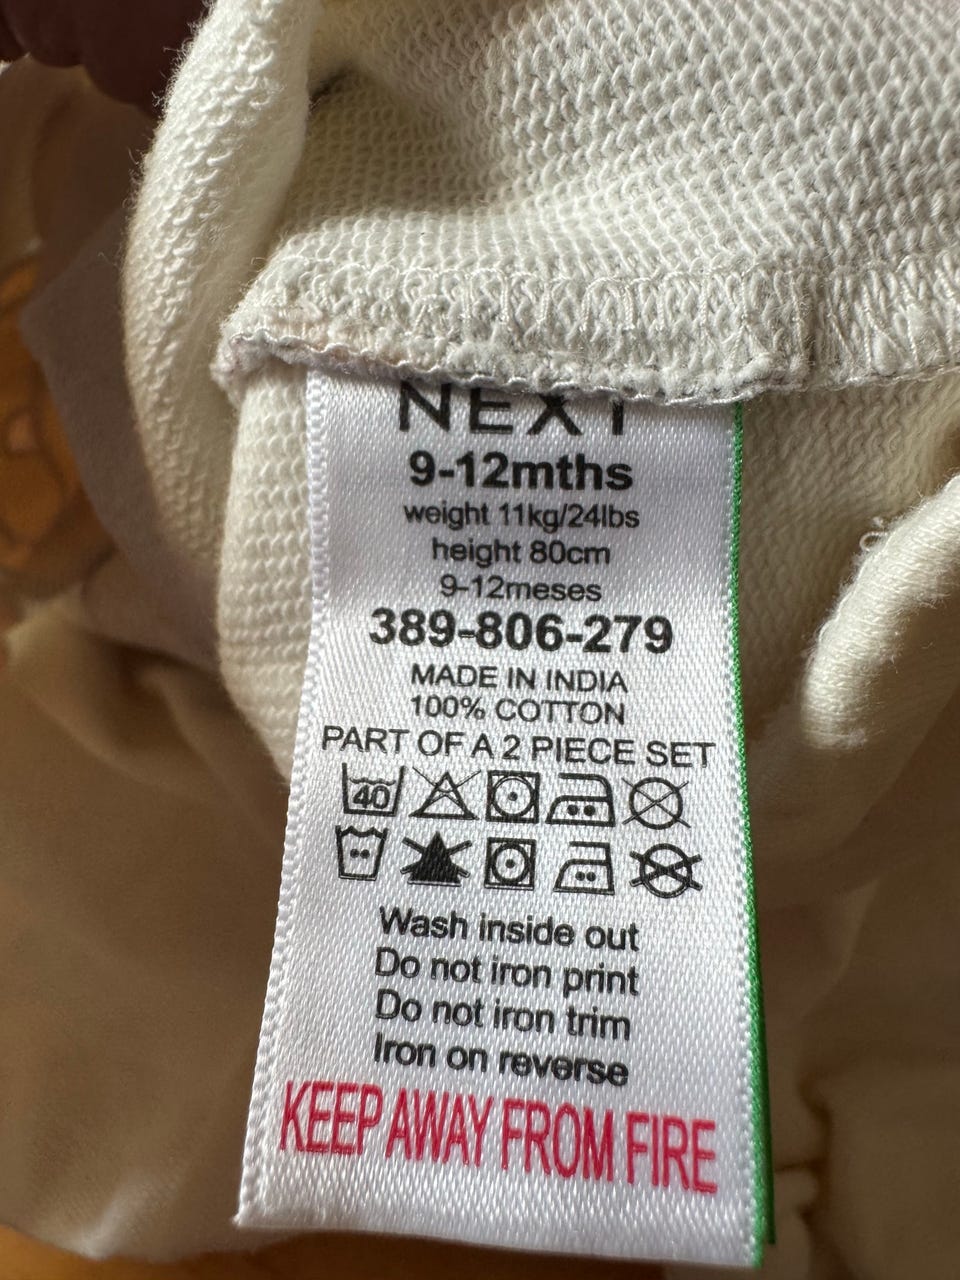 NEXT
9-12mths
weight 11kg/24lbs
height 80cm
9-12meses
389-806-279
MADE IN INDIA
100% COTTON
PART OF A 2 PIECE SET
40
Wash inside out
Do not iron print
Do not iron trim
Iron on reverse
KEEP AWAY FROM FIRE